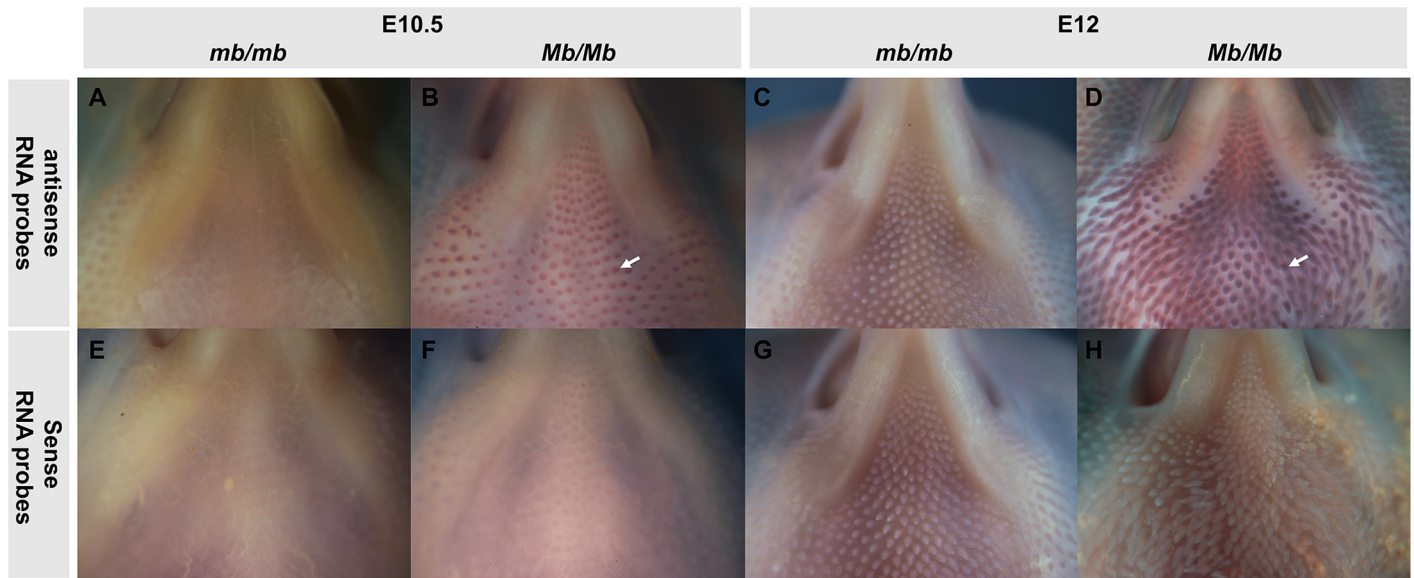 E10.5
E12
mb/mb
Mb/Mb
mb/mb
Mb/Mb
antisense
RNA probes
A
B
C
D
Sense
RNA probes
E
F
G
H